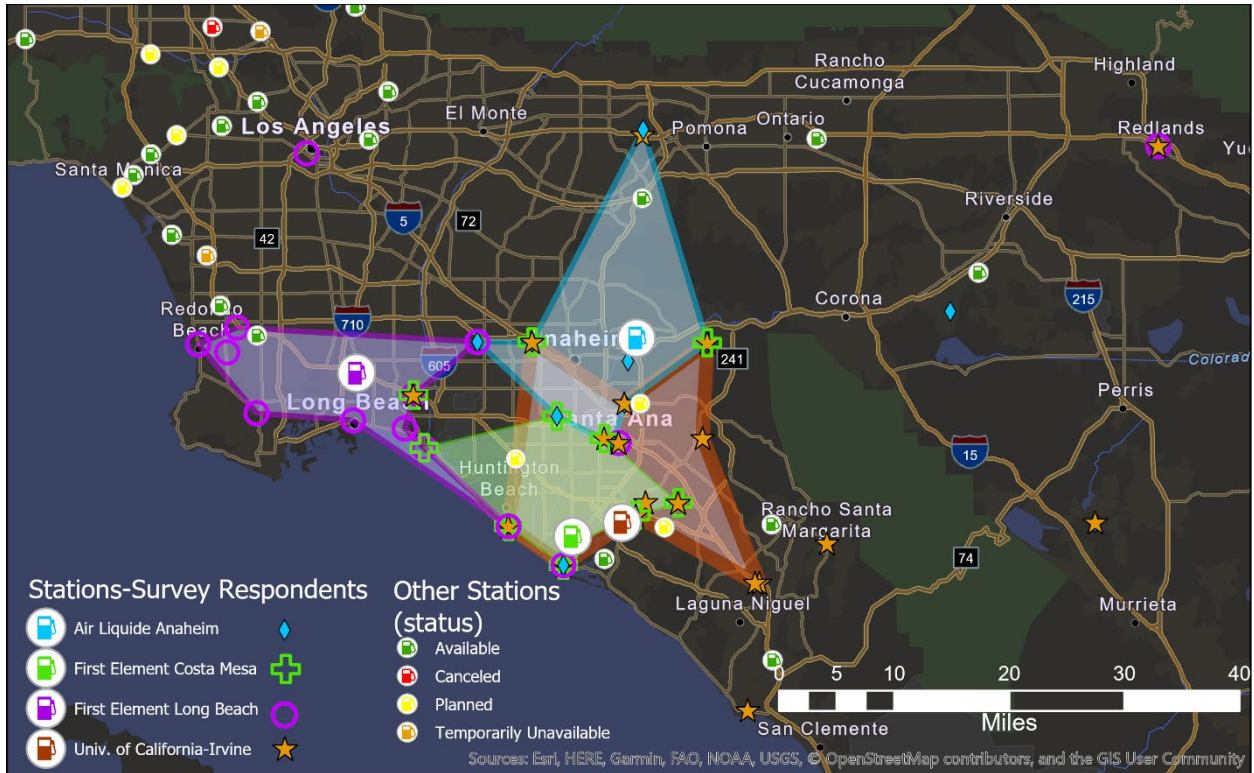 Rancho
Cucamonga
Highland
El Monte
Los Angeles
Pomona
Ontario
Redlands
Santa Monica
Riverside
5
72
42
215
Corona
Redondo
Beach
710
naheim
241
605
Perris
Colorad
Long Beach
anta Ana
15
Huntington
Beach
Rancho Santa
Margarita
74
Laguna Niguel
Murrieta
San Clemente
Stations-Survey Respondents
Air Liquide Anaheim
First Element Costa Mesa
First Element Long Beach
Univ. of California-Irvine
Other Stations
(status)
Available
Canceled
Planned
Temporarily Unavailable
0 5 10 20 30 40
Miles
Sources: Esri, HERE, Garmin, FAO, NOAA, USGS, © OpenStreetMap contributors, and the GIS User Community